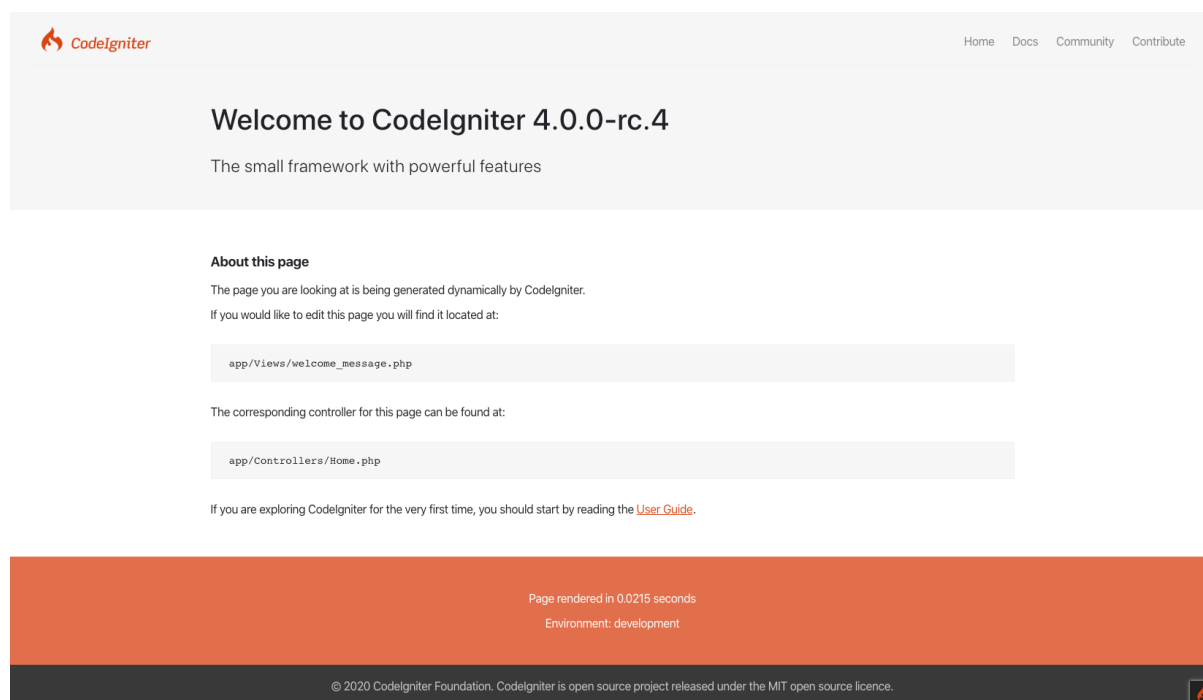 CodeIgniter
Home Docs Community Contribute
Welcome to CodeIgniter 4.0.0-rc.4
The small framework with powerful features
About this page
The page you are looking at is being generated dynamically by CodeIgniter.
If you would like to edit this page you will find it located at:
app/Views/welcome_message.php
The corresponding controller for this page can be found at:
app/Controllers/Home.php
If you are exploring CodeIgniter for the very first time, you should start by reading the User Guide.
Page rendered in 0.0215 seconds
Environment: development
© 2020 CodeIgniter Foundation. CodeIgniter is open source project released under the MIT open source licence.